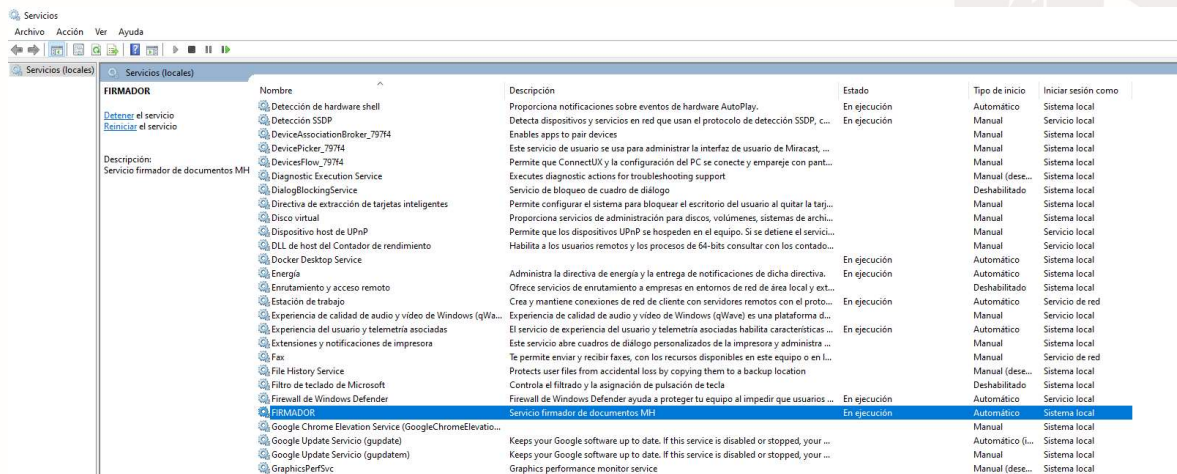 Servicios
Archivo Acción Ver Ayuda
Servicios (locales)
Servicios (locales)
FIRMADOR
Detener el servicio
Reiniciar el servicio
Descripción:
Servicio firmador de documentos MH
Nombre Descripción Estado Tipo de inicio Iniciar sesión como
Detección de hardware shell Proporciona notificaciones sobre eventos de hardware AutoPlay. En ejecución Automático Sistema local
Detección SSDP Detecta dispositivos y servicios en red que usan el protocolo de detección SSDP, c... En ejecución Manual Servicio local
DeviceAssociationBroker_797f4 Enables apps to pair devices Manual Sistema local
DevicePicker_797f4 Este servicio de usuario se usa para administrar la interfaz de usuario de Miracast, ... Manual Sistema local
DevicesFlow_797f4 Permite que ConnectUX y la configuración del PC se conecte y empareje con pant... Manual Sistema local
Diagnostic Execution Service Executes diagnostic actions for troubleshooting support Manual (dese... Sistema local
DialogBlockingService Servicio de bloqueo de cuadro de diálogo Deshabilitado Sistema local
Directiva de extracción de tarjetas inteligentes Permite configurar el sistema para bloquear el escritorio del usuario al quitar la tarj... Manual Sistema local
Disco virtual Proporciona servicios de administración para discos, volúmenes, sistemas de archi... Manual Sistema local
Dispositivo host de UPnP Permite que los dispositivos UPnP se hospeden en el equipo. Si se detiene el servici... Manual Servicio local
DLL de host del Contador de rendimiento Habilita a los usuarios remotos y los procesos de 64-bits consultar con los contado... Manual Servicio local
Docker Desktop Service En ejecución Automático Sistema local
Energía Administra la directiva de energía y la entrega de notificaciones de dicha directiva. En ejecución Automático Sistema local
Enrutamiento y acceso remoto Ofrece servicios de enrutamiento a empresas en entornos de red de área local y ext... Deshabilitado Sistema local
Estación de trabajo Crea y mantiene conexiones de red de cliente con servidores remotos con el proto... En ejecución Automático Servicio de red
Experiencia de calidad de audio y vídeo de Windows (qWa... Experiencia de calidad de audio y vídeo de Windows (qWave) es una plataforma d... Manual Servicio local
Experiencia del usuario y telemetría asociadas El servicio de experiencia del usuario y telemetría asociadas habilita características ... En ejecución Automático Sistema local
Extensiones y notificaciones de impresora Este servicio abre cuadros de diálogo personalizados de la impresora y administra ... Manual Sistema local
Fax Te permite enviar y recibir faxes, con los recursos disponibles en este equipo o en l... Manual Servicio de red
File History Service Protects user files from accidental loss by copying them to a backup location Manual (dese... Sistema local
Filtro de teclado de Microsoft Controla el filtrado y la asignación de pulsación de tecla Deshabilitado Sistema local
Firewall de Windows Defender Firewall de Windows Defender ayuda a proteger tu equipo al impedir que usuarios ... En ejecución Automático Servicio local
FIRMADOR Servicio firmador de documentos MH En ejecución Automático Sistema local
Google Chrome Elevation Service (GoogleChromeElevatio... Manual Sistema local
Google Update Servicio (gupdate) Keeps your Google software up to date. If this service is disabled or stopped, your ... Automático (i... Sistema local
Google Update Servicio (gupdatem) Keeps your Google software up to date. If this service is disabled or stopped, your ... Manual Sistema local
GraphicsPerfSvc Graphics performance monitor service Manual (dese... Sistema local